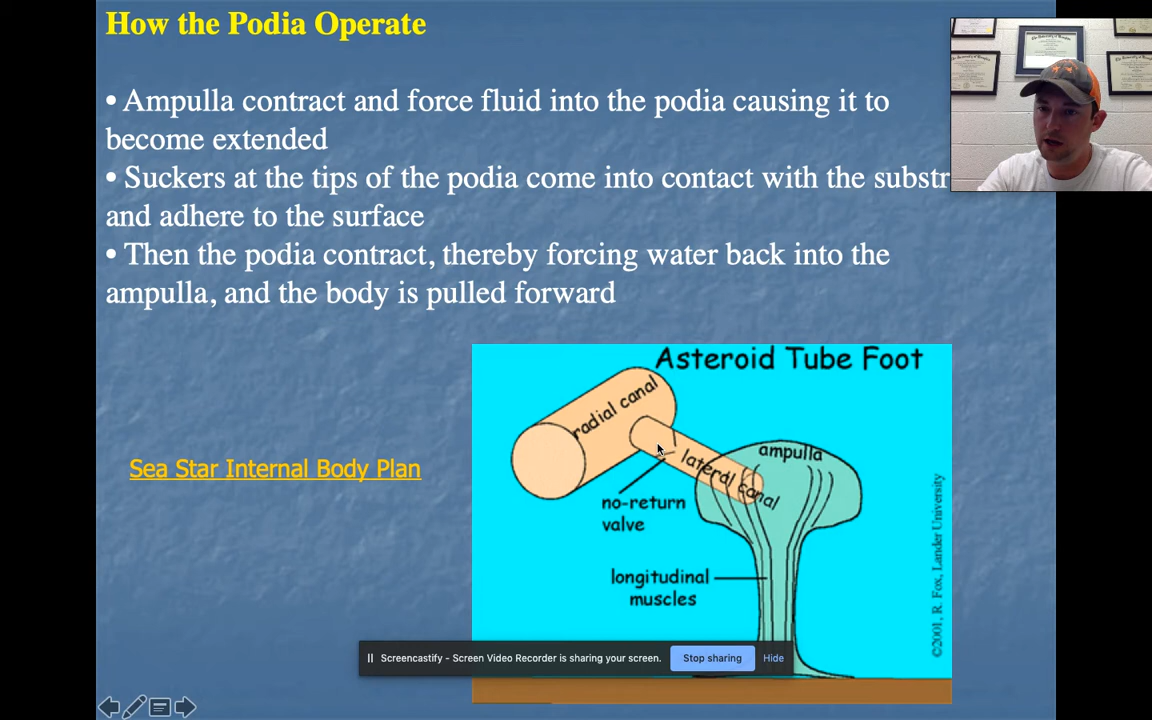 How the Podia Operate
• Ampulla contract and force fluid into the podia causing it to
become extended
• Suckers at the tips of the podia come into contact with the substr
and adhere to the surface
• Then the podia contract, thereby forcing water back into the
ampulla, and the body is pulled forward
Asteroid Tube Foot
radial canal
lateral canal
ampulla
Sea Star Internal Body Plan
no-return
valve
longitudinal
muscles
©2001, R. Fox, Lander University
Screencastify - Screen Video Recorder is sharing your screen.
Stop sharing
Hide